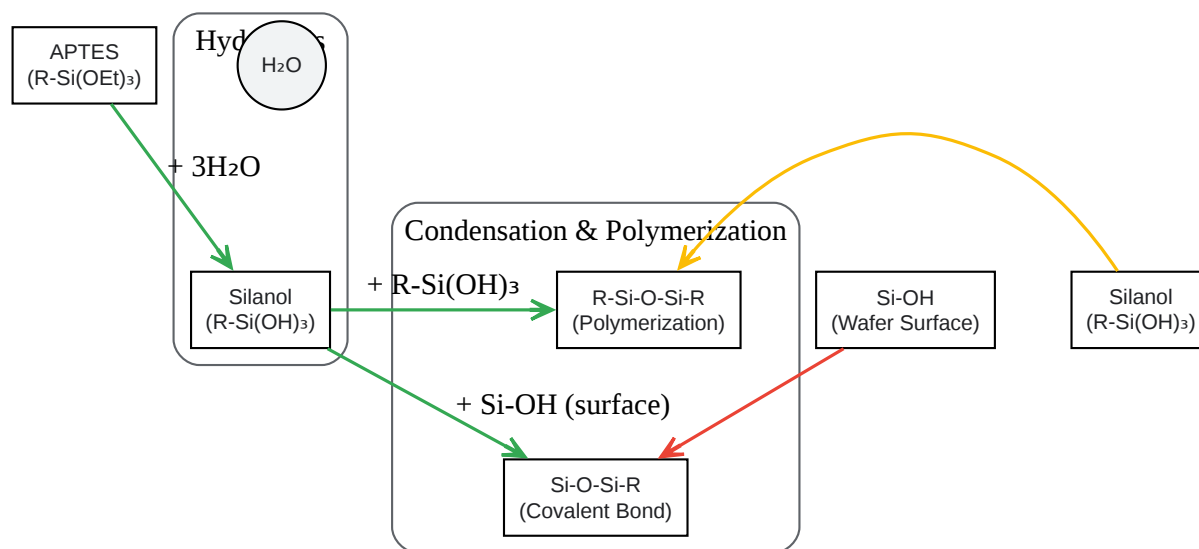 APTES
(R-Si(OEt)₃)
H₂O
+ 3H₂O
Condensation & Polymerization
+ R-Si(OH)₃
Silanol
(R-Si(OH)₃)
R-Si-O-Si-R
(Polymerization)
Si-OH
(Wafer Surface)
Silanol
(R-Si(OH)₃)
+ Si-OH (surface)
Si-O-Si-R
(Covalent Bond)